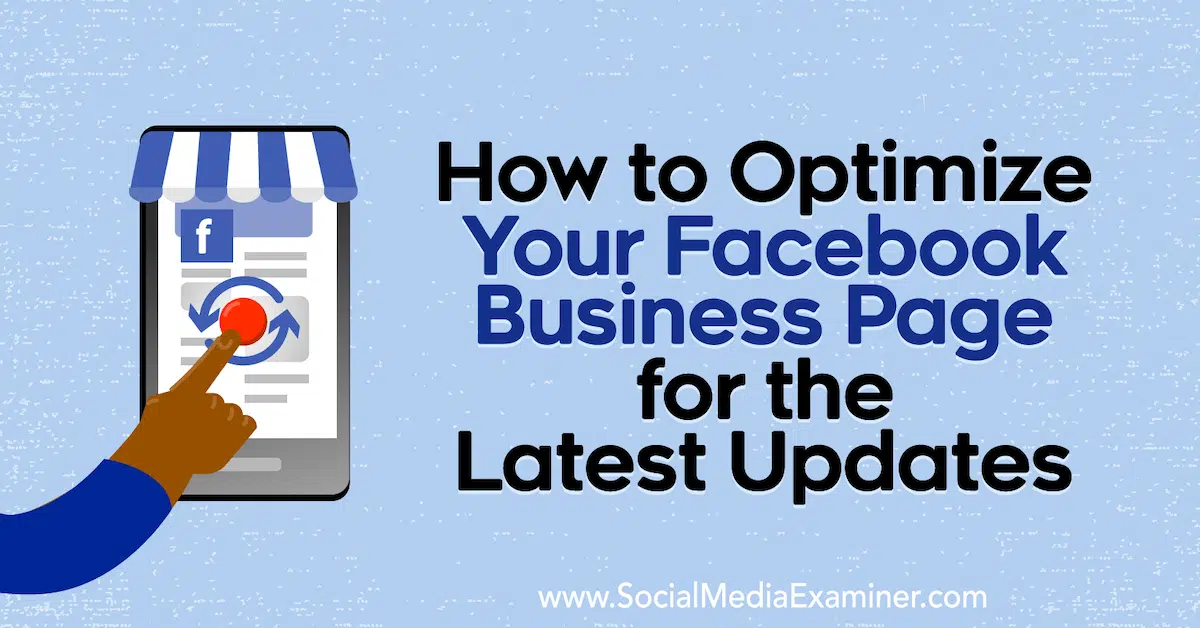 f
How to Optimize
Your Facebook
Business Page
for the
Latest Updates
www.SocialMediaExaminer.com